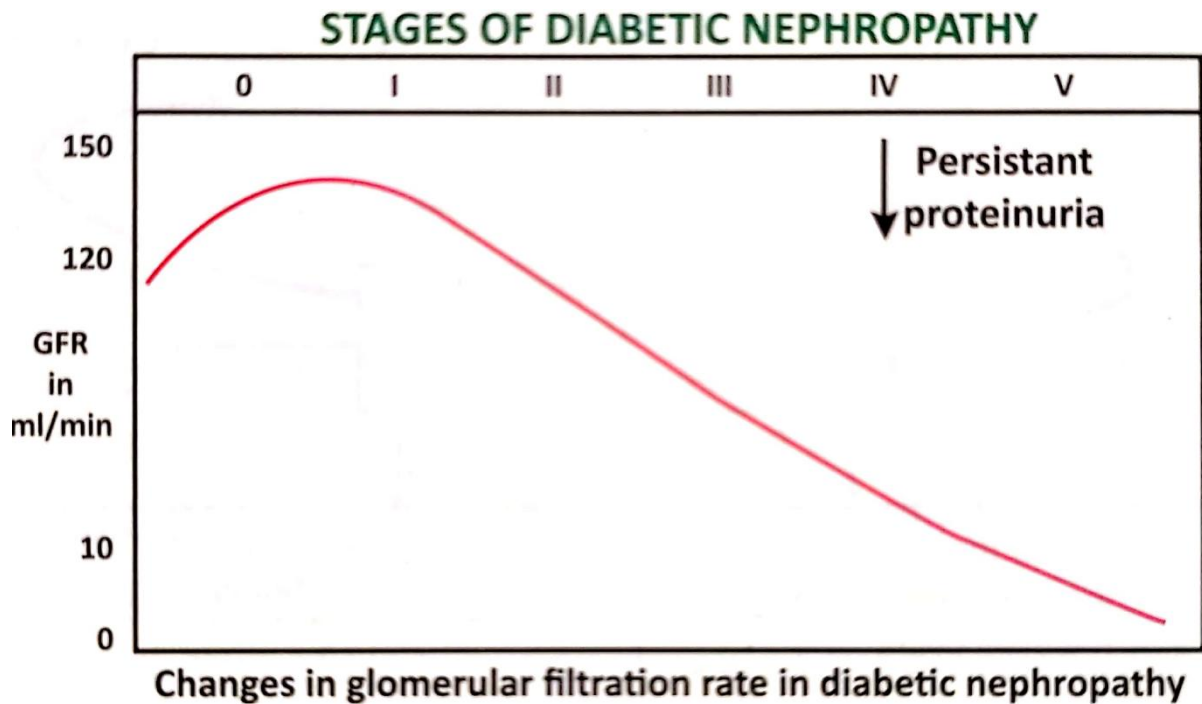 STAGES OF DIABETIC NEPHROPATHY
0 I II III IV V
150
120
GFR
in
ml/min
10
0
Persistant
proteinuria
Changes in glomerular filtration rate in diabetic nephropathy